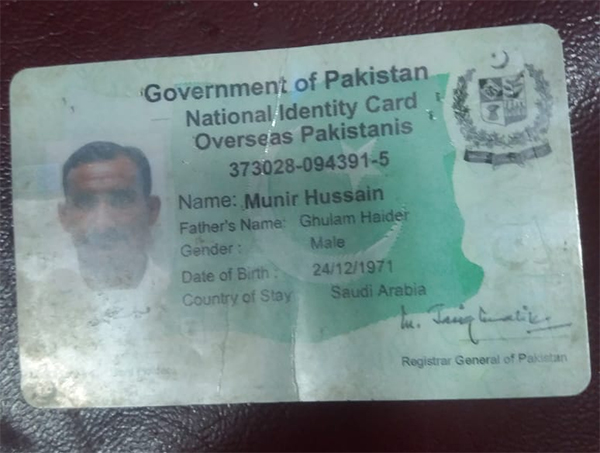 Government of Pakistan
National Identity Card
Overseas Pakistanis
373028-094391-5
Name: Munir Hussain
Father's Name: Ghulam Haider
Gender : Male
Date of Birth : 24/12/1971
Country of Stay Saudi Arabia
Registrar General of Pakistan